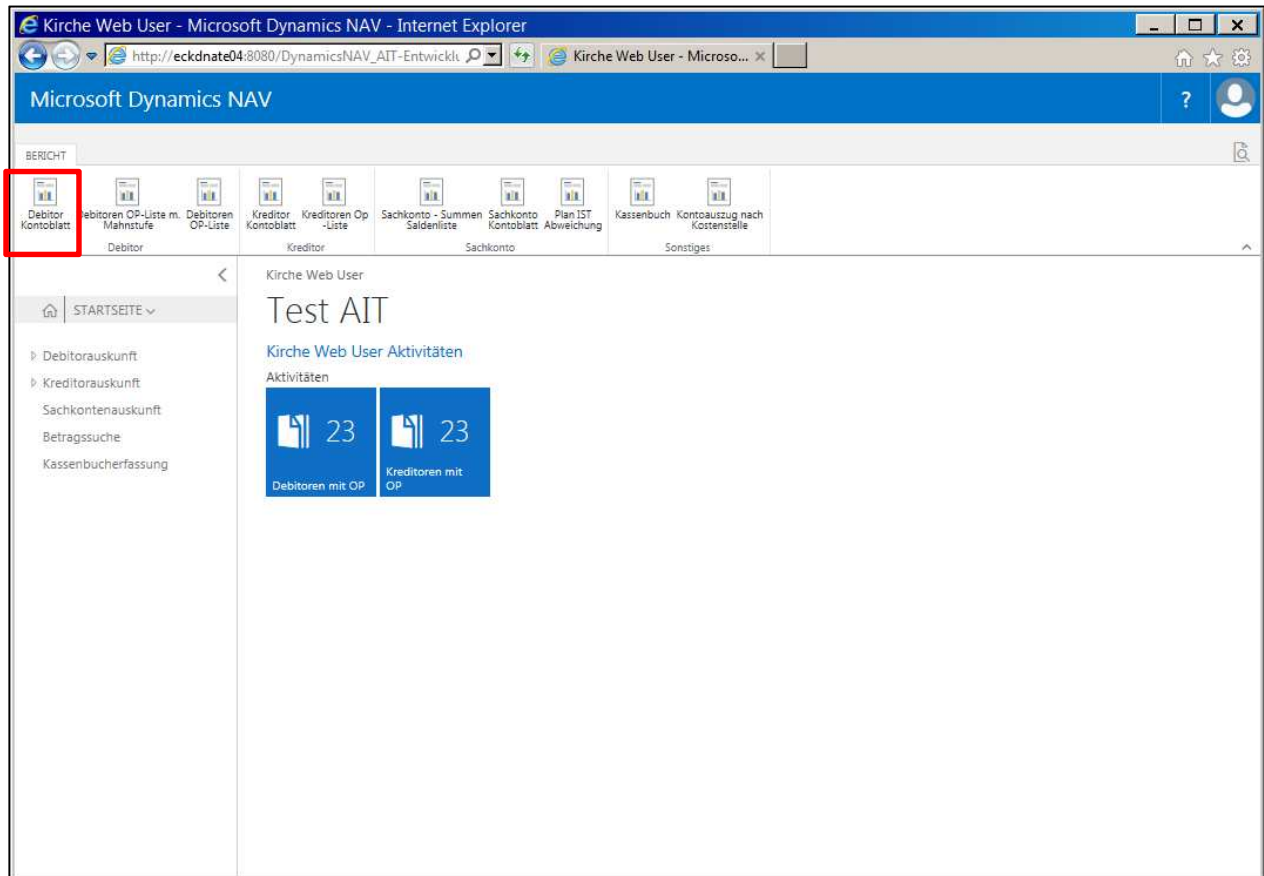 Kirche Web User - Microsoft Dynamics NAV - Internet Explorer
http://eckdnate04:8080/DynamicsNAV_AIT-Entwicklu
Kirche Web User - Microso...
Microsoft Dynamics NAV
?
BERICHT
Debitor Kontoblatt
Debitoren OP-Liste m. Mahnstufe
Debitoren OP-Liste
Kreditor Kontoblatt
Kreditoren Op -Liste
Sachkonto - Summen Saldenliste
Sachkonto Kontoblatt
Plan IST Abweichung
Kassenbuch
Kontoauszug nach Kostenstelle
Debitor
Kreditor
Sachkonto
Sonstiges
STARTSEITE
Debitorauskunft
Kreditorauskunft
Sachkontenauskunft
Betragssuche
Kassenbucherfassung
Kirche Web User
Test AIT
Kirche Web User Aktivitäten
Aktivitäten
23
Debitoren mit OP
23
Kreditoren mit
OP